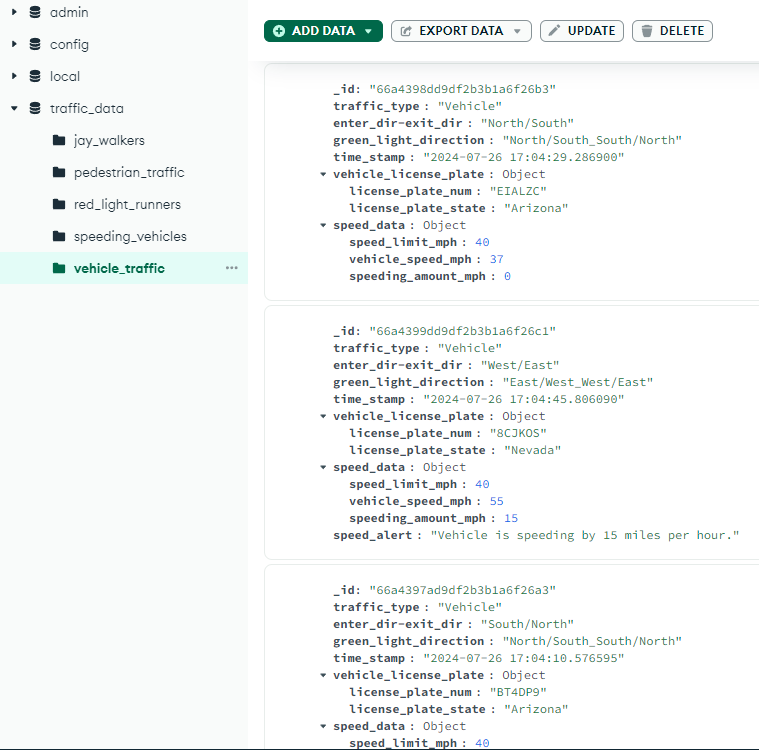 admin
config
local
traffic_data
jay_walkers
pedestrian_traffic
red_light_runners
speeding_vehicles
vehicle_traffic
ADD DATA
EXPORT DATA
UPDATE
DELETE
_id: "66a4398dd9df2b3b1a6f26b3"
traffic_type : "Vehicle"
enter_dir-exit_dir : "North/South"
green_light_direction : "North/South_South/North"
time_stamp : "2024-07-26 17:04:29.286900"
vehicle_license_plate : Object
license_plate_num : "EIALZC"
license_plate_state : "Arizona"
speed_data : Object
speed_limit_mph : 40
vehicle_speed_mph : 37
speeding_amount_mph : 0
_id: "66a4399dd9df2b3b1a6f26c1"
traffic_type : "Vehicle"
enter_dir-exit_dir : "West/East"
green_light_direction : "East/West_West/East"
time_stamp : "2024-07-26 17:04:45.806090"
vehicle_license_plate : Object
license_plate_num : "8CJKOS"
license_plate_state : "Nevada"
speed_data : Object
speed_limit_mph : 40
vehicle_speed_mph : 55
speeding_amount_mph : 15
speed_alert : "Vehicle is speeding by 15 miles per hour."
_id: "66a4397ad9df2b3b1a6f26a3"
traffic_type : "Vehicle"
enter_dir-exit_dir : "South/North"
green_light_direction : "North/South_South/North"
time_stamp : "2024-07-26 17:04:10.576595"
vehicle_license_plate : Object
license_plate_num : "BT4DP9"
license_plate_state : "Arizona"
speed_data : Object
speed_limit_mph : 40